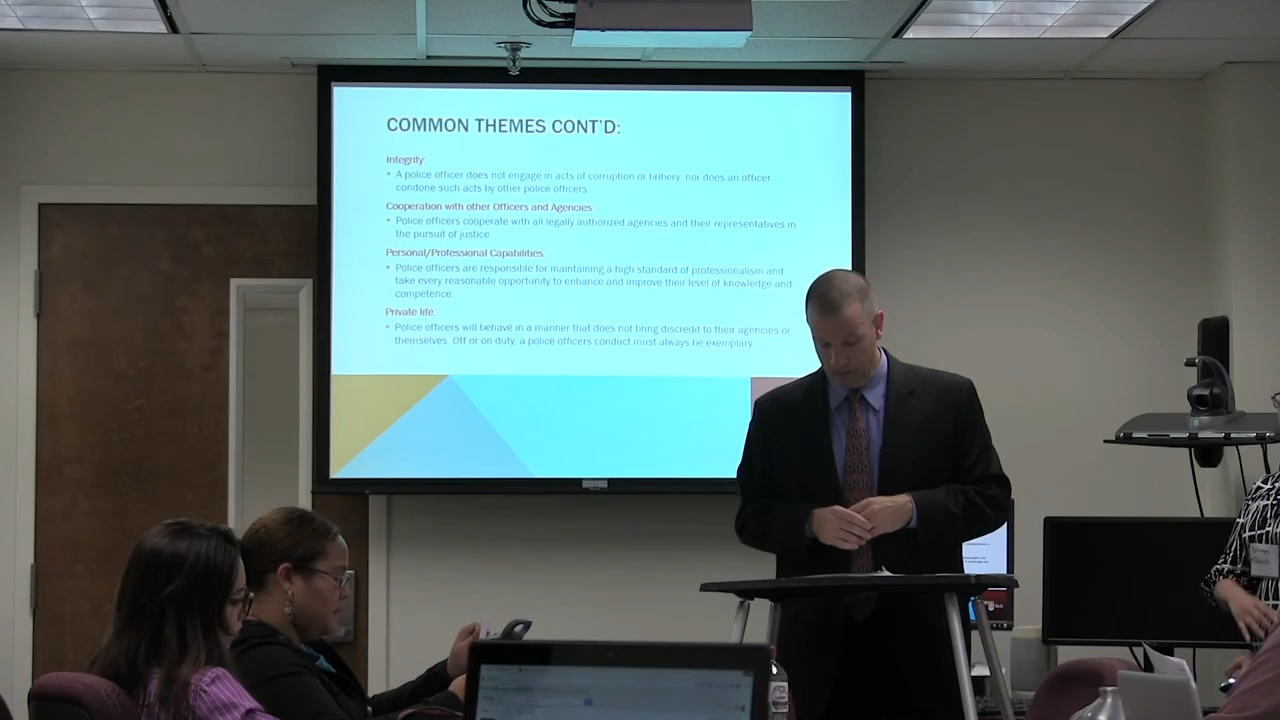 COMMON THEMES CONT'D:
Integrity:
• A police officer does not engage in acts of corruption or bribery, nor does an officer
condone such acts by other police officers.
Cooperation with other Officers and Agencies:
• Police officers cooperate with all legally authorized agencies and their representatives in
the pursuit of justice.
Personal/Professional Capabilities:
• Police officers are responsible for maintaining a high standard of professionalism and
take every reasonable opportunity to enhance and improve their level of knowledge and
competence.
Private life:
• Police officers will behave in a manner that does not bring discredit to their agencies or
themselves. Off or on duty, a police officers conduct must always be exemplary.